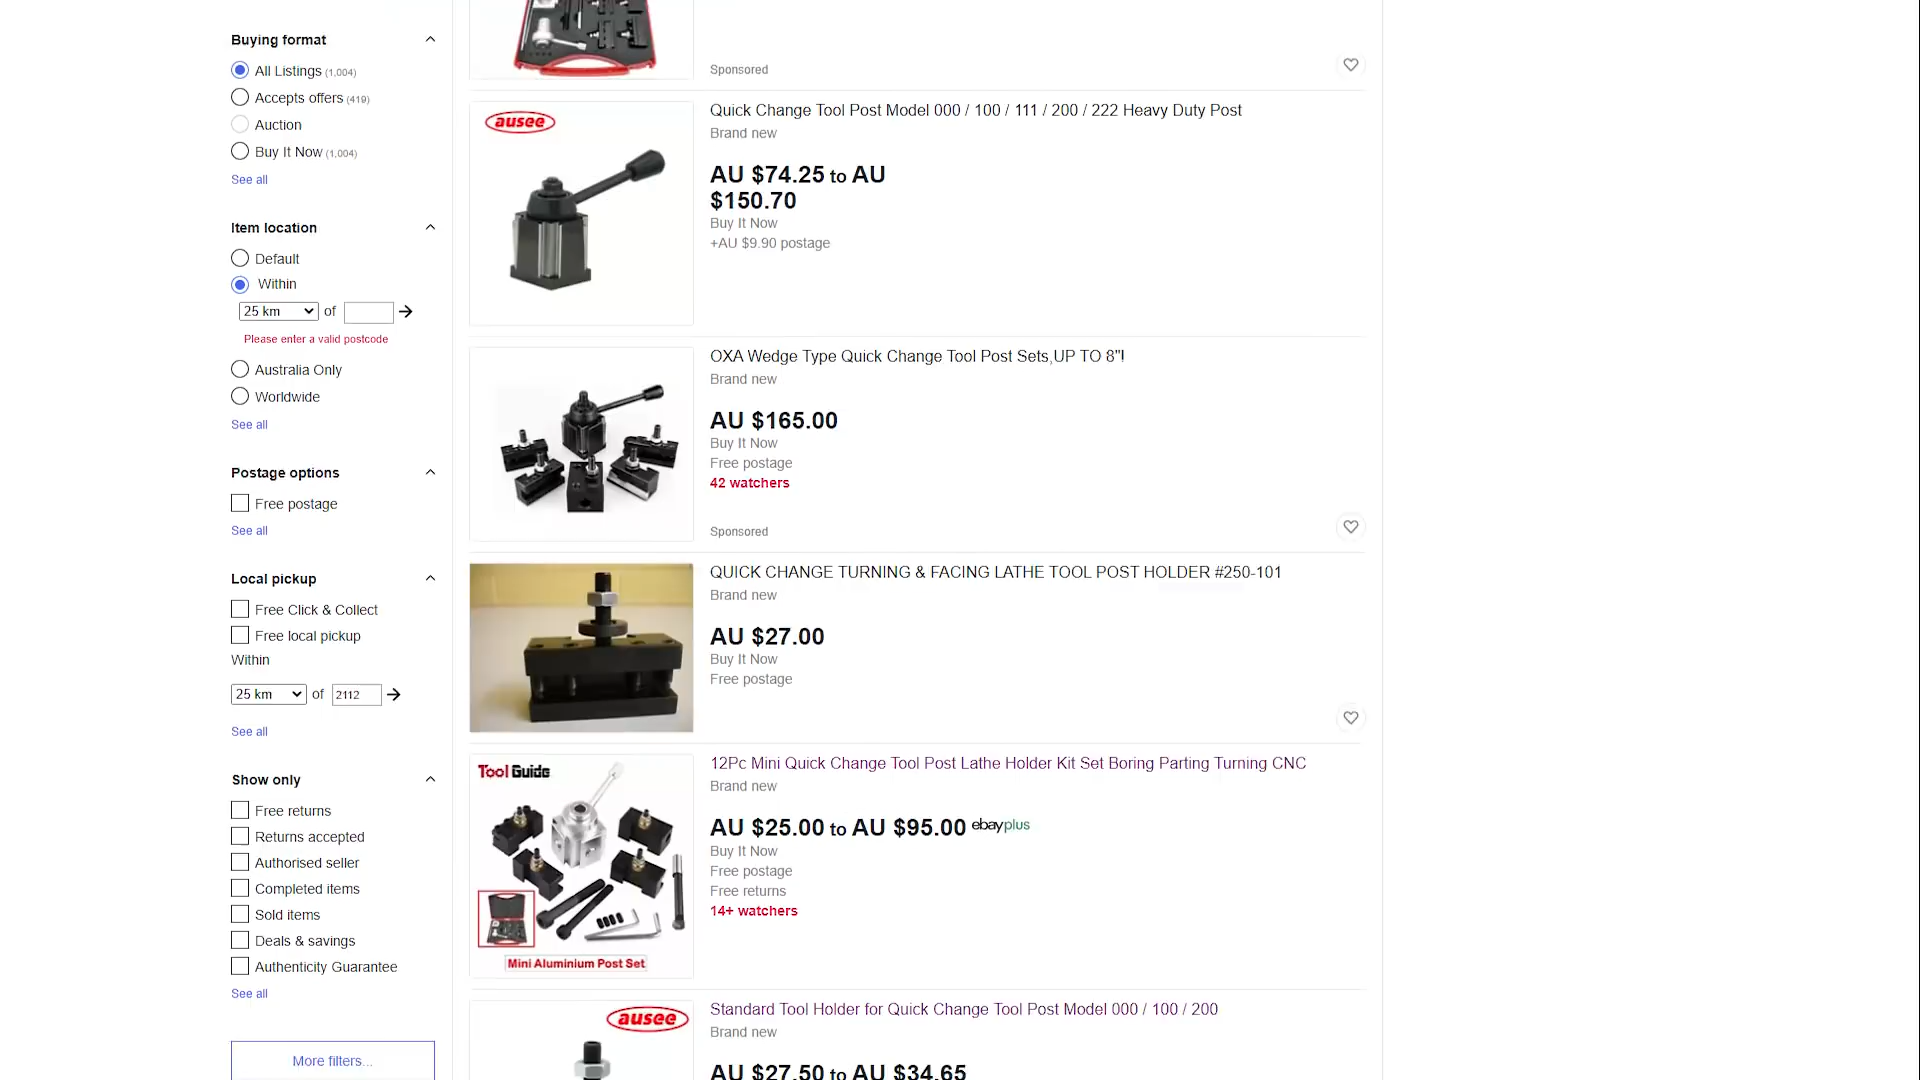 Buying format
All Listings (1,004)
Accepts offers (419)
Auction
Buy It Now (1,004)
See all
Item location
Default
Within
25 km of
Please enter a valid postcode
Australia Only
Worldwide
See all
Postage options
Free postage
See all
Local pickup
Free Click & Collect
Free local pickup
Within
25 km of 2112
See all
Show only
Free returns
Returns accepted
Authorised seller
Completed items
Sold items
Deals & savings
Authenticity Guarantee
See all
More filters...
Sponsored
ausee
Quick Change Tool Post Model 000 / 100 / 111 / 200 / 222 Heavy Duty Post
Brand new
AU $74.25 to AU
$150.70
Buy It Now
+AU $9.90 postage
OXA Wedge Type Quick Change Tool Post Sets,UP TO 8"!
Brand new
AU $165.00
Buy It Now
Free postage
42 watchers
Sponsored
QUICK CHANGE TURNING & FACING LATHE TOOL POST HOLDER #250-101
Brand new
AU $27.00
Buy It Now
Free postage
Tool Guide
Mini Aluminium Post Set
12Pc Mini Quick Change Tool Post Lathe Holder Kit Set Boring Parting Turning CNC
Brand new
AU $25.00 to AU $95.00 ebayplus
Buy It Now
Free postage
Free returns
14+ watchers
ausee
Standard Tool Holder for Quick Change Tool Post Model 000 / 100 / 200
Brand new
AU $27.50 to AU $34.65